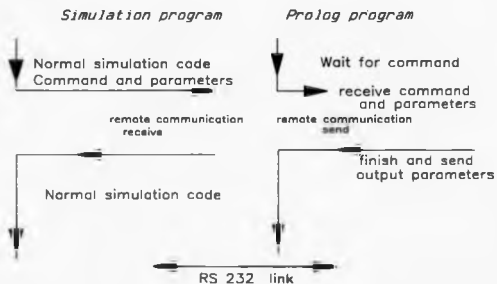 Simulation program
Prolog program
Normal simulation code
Command and parameters
Wait for command
receive command
and parameters
remote communication
receive
remote communication
send
finish and send
output parameters
Normal simulation code
RS 232 link